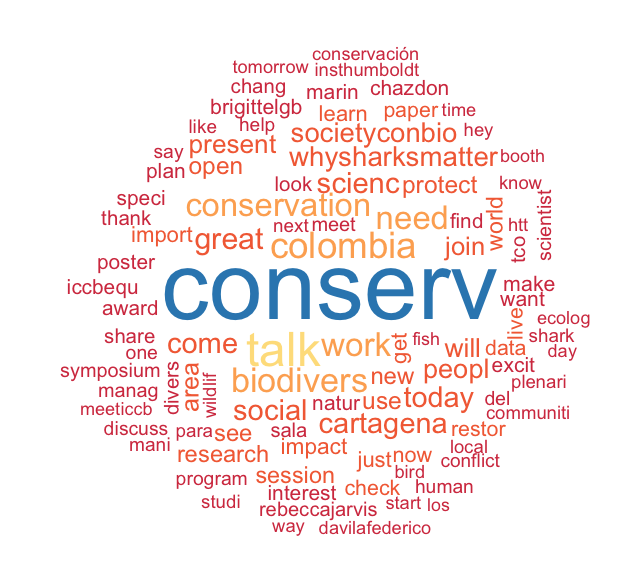 conservación
tomorrow insthumboldt
chang marin chazdon
brigittelgb learn paper time
like help societyconbio hey
say present whysharksmatter booth
plan open look scienc protect know
speci conservation need world scientist
thank next meet find htt
import great colombia join tco
poster
iccbequ conserv make
award want
share come talk work get fish will live ecolog
one data shark
symposium area biodivers new peopl excit day
manag divers wildlif plenari
meeticcb social natur use today del communiti
discuss para see sala cartagena restor
mani research impact just now local
program session bird conflict
studi interest check human
rebeccajarvis start los
way davilafederico